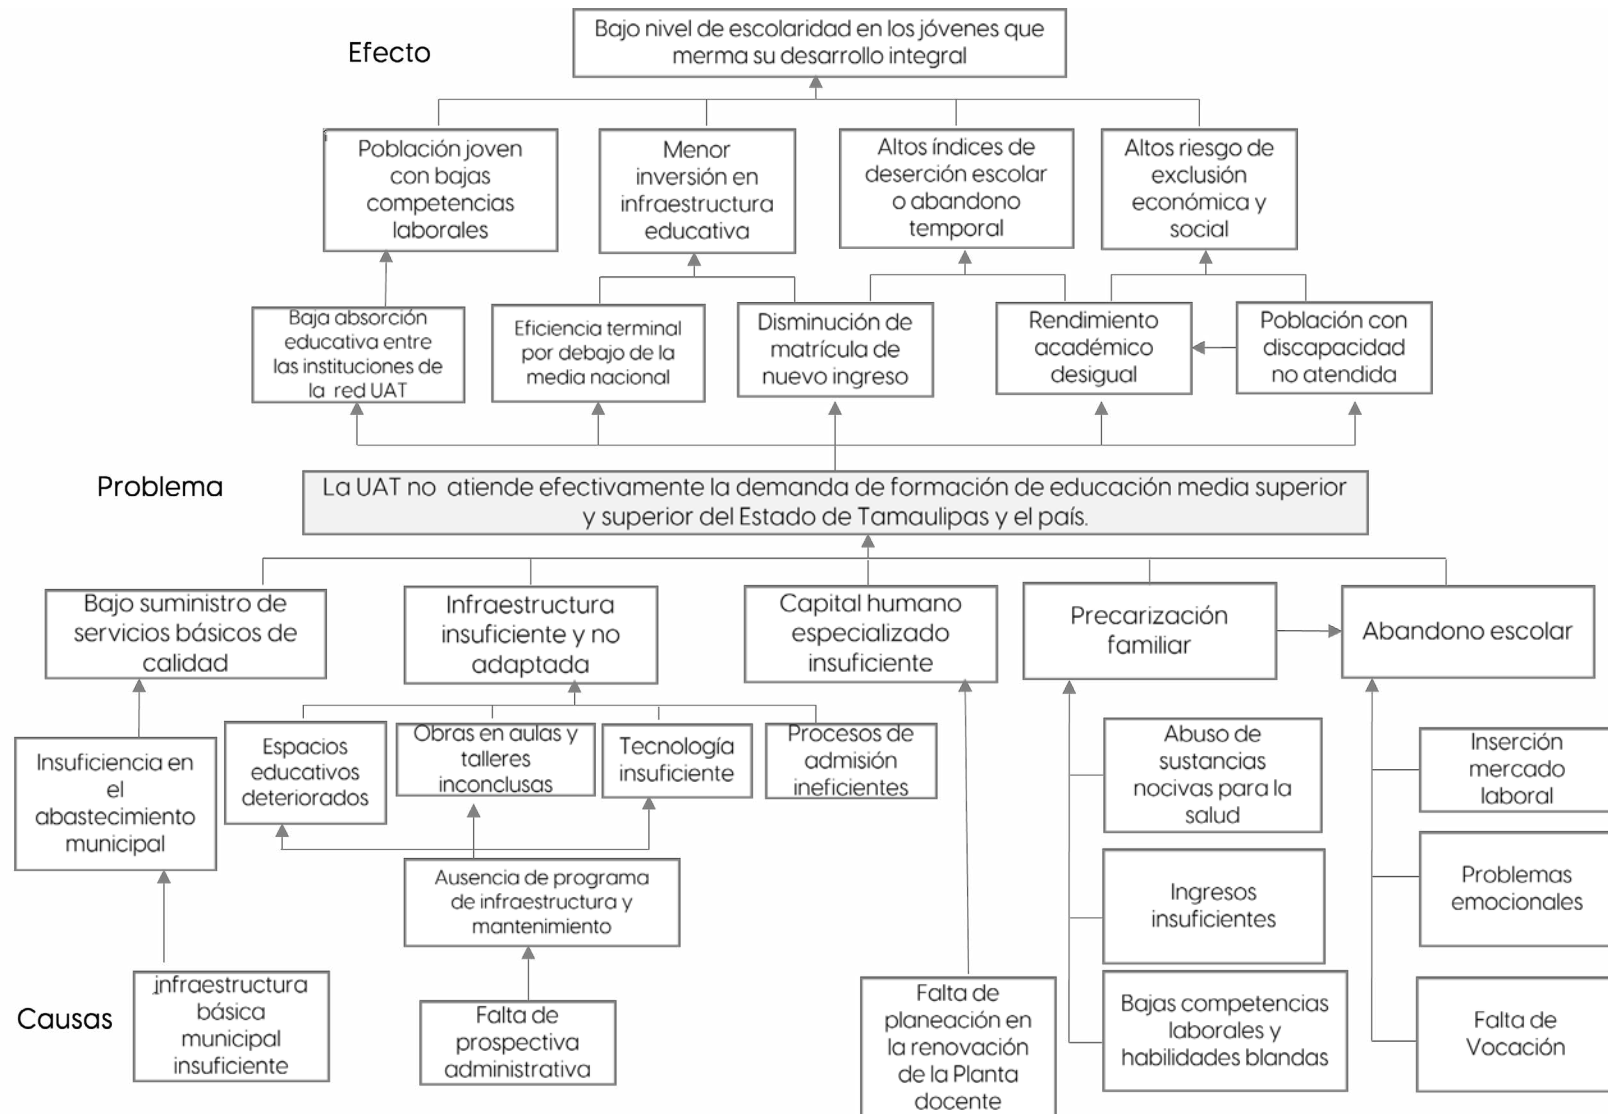 Efecto
Bajo nivel de escolaridad en los jóvenes que
merma su desarrollo integral
Población joven
con bajas
competencias
laborales
Menor
inversión en
infraestructura
educativa
Altos índices de
deserción escolar
o abandono
temporal
Altos riesgo de
exclusión
económica y
social
Baja absorción
educativa entre
las instituciones de
la red UAT
Eficiencia terminal
por debajo de la
media nacional
Disminución de
matrícula de
nuevo ingreso
Rendimiento
académico
desigual
Población con
discapacidad
no atendida
Problema
La UAT no atiende efectivamente la demanda de formación de educación media superior
y superior del Estado de Tamaulipas y el país.
Bajo suministro de
servicios básicos de
calidad
Infraestructura
insuficiente y no
adaptada
Capital humano
especializado
insuficiente
Precarización
familiar
Abandono escolar
Insuficiencia en
el
abastecimiento
municipal
Espacios
educativos
deteriorados
Obras en aulas y
talleres
inconclusas
Tecnología
insuficiente
Procesos de
admisión
ineficientes
Abuso de
sustancias
nocivas para la
salud
Inserción
mercado
laboral
Ausencia de programa
de infraestructura y
mantenimiento
Ingresos
insuficientes
Problemas
emocionales
Causas
infraestructura
básica
municipal
insuficiente
Falta de
prospectiva
administrativa
Falta de
planeación en
la renovación
de la Planta
docente
Bajas competencias
laborales y
habilidades blandas
Falta de
Vocación